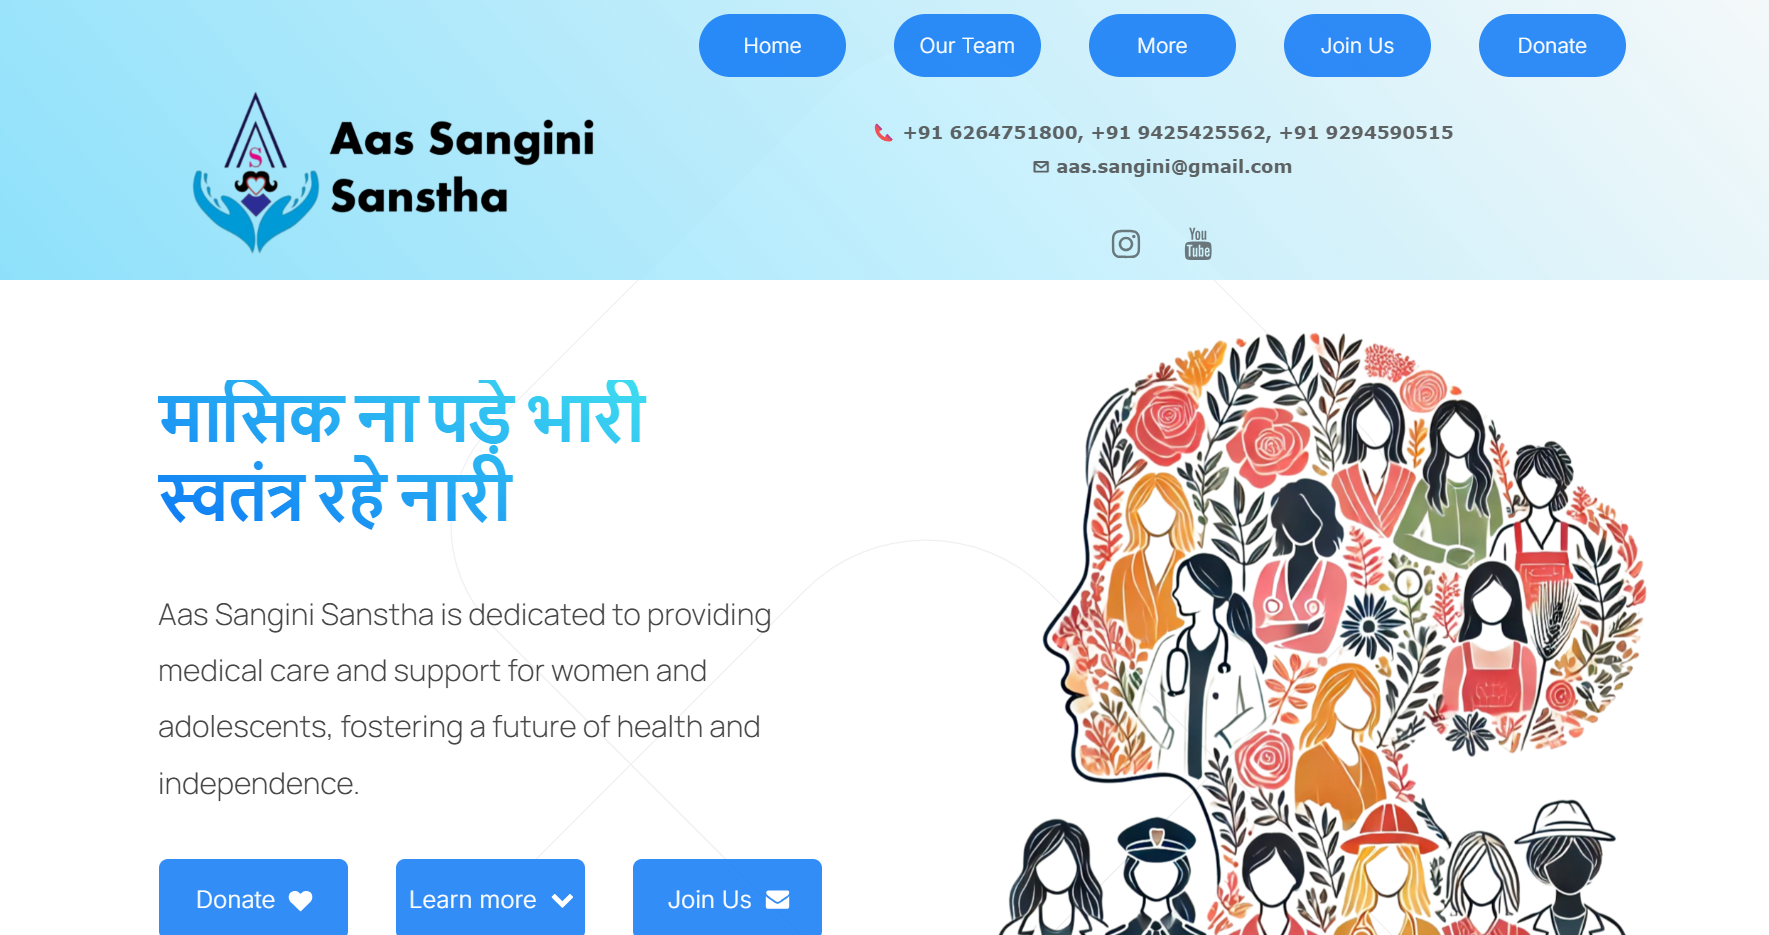 Home
Our Team
More
Join Us
Donate
S
Aas Sangini
Sanstha
+91 6264751800, +91 9425425562, +91 9294590515
aas.sangini@gmail.com
You
Tube
मासिक ना पड़े भारी
स्वतंत्र रहे नारी
Aas Sangini Sanstha is dedicated to providing
medical care and support for women and
adolescents, fostering a future of health and
independence.
Donate
Learn more
Join Us